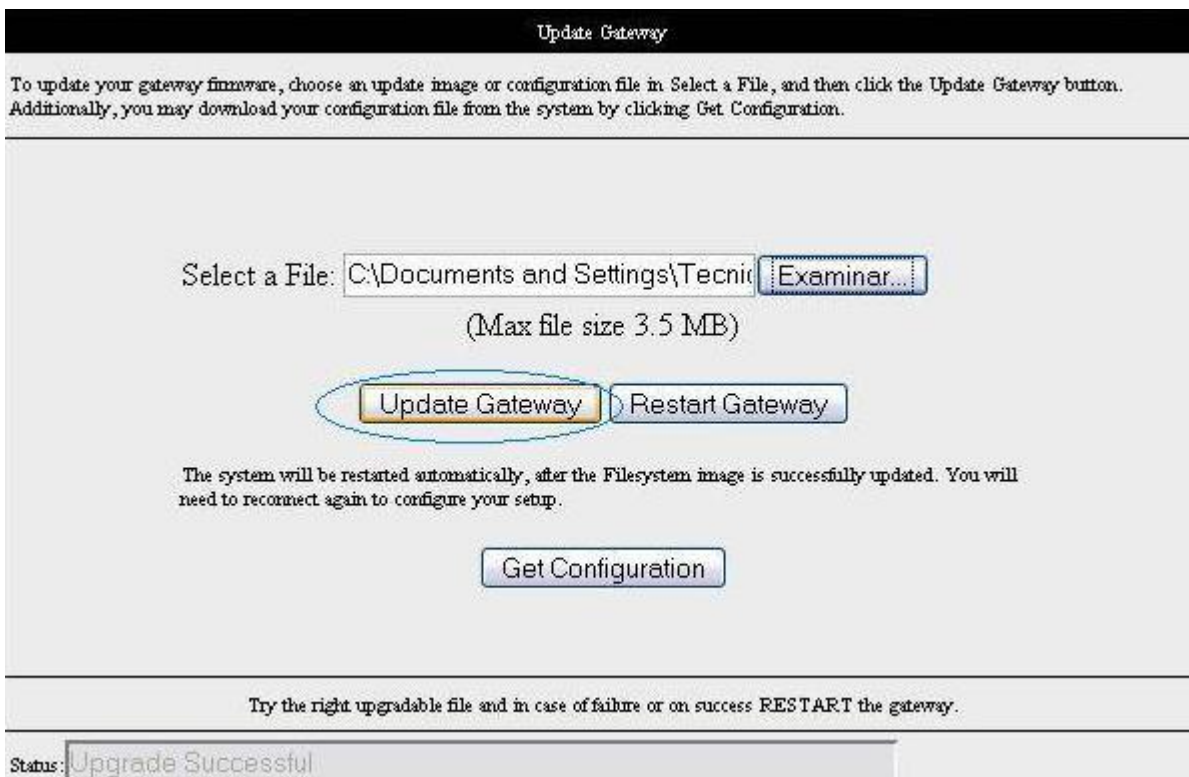 Update Gateway
To update your gateway firmware, choose an update image or configuration file in Select a File, and then click the Update Gateway button.
Additionally, you may download your configuration file from the system by clicking Get Configuration.
Select a File: C:\Documents and Settings\Tecnic Examinar...
(Max file size 3.5 MB)
Update Gateway Restart Gateway
The system will be restarted automatically, after the Filesystem image is successfully updated. You will
need to reconnect again to configure your setup.
Get Configuration
Try the right upgradable file and in case of failure or on success RESTART the gateway.
Status: Upgrade Successful